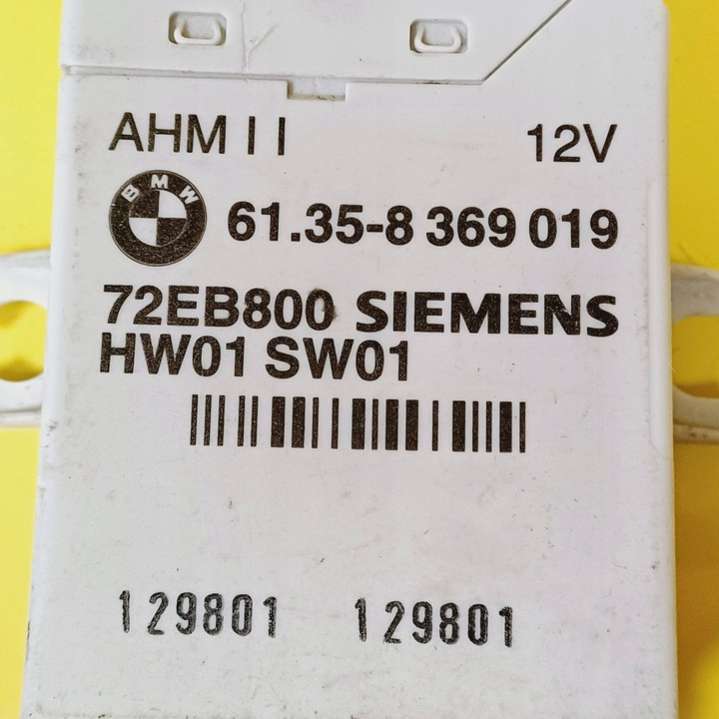 AHM II
12V
BMW
61.35-8 369 019
72EB800 SIEMENS
HW01 SW01
129801 129801